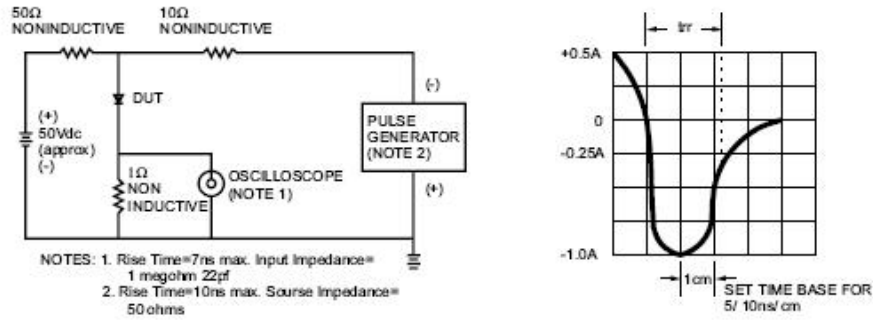 50Ω
NONINDUCTIVE
10Ω
NONINDUCTIVE
DUT
(+)
50Vdc
(approx)
(-)
1Ω
NON
INDUCTIVE
OSCILLOSCOPE
(NOTE 1)
(-)
PULSE
GENERATOR
(NOTE 2)
(+)
NOTES: 1. Rise Time=7ns max. Input Impedance=
1 megohm 22pf
2. Rise Time=10ns max. Sourse Impedance=
50 ohms
trr
+0.5A
0
-0.25A
-1.0A
1cm
SET TIME BASE FOR
5/ 10ns/ cm